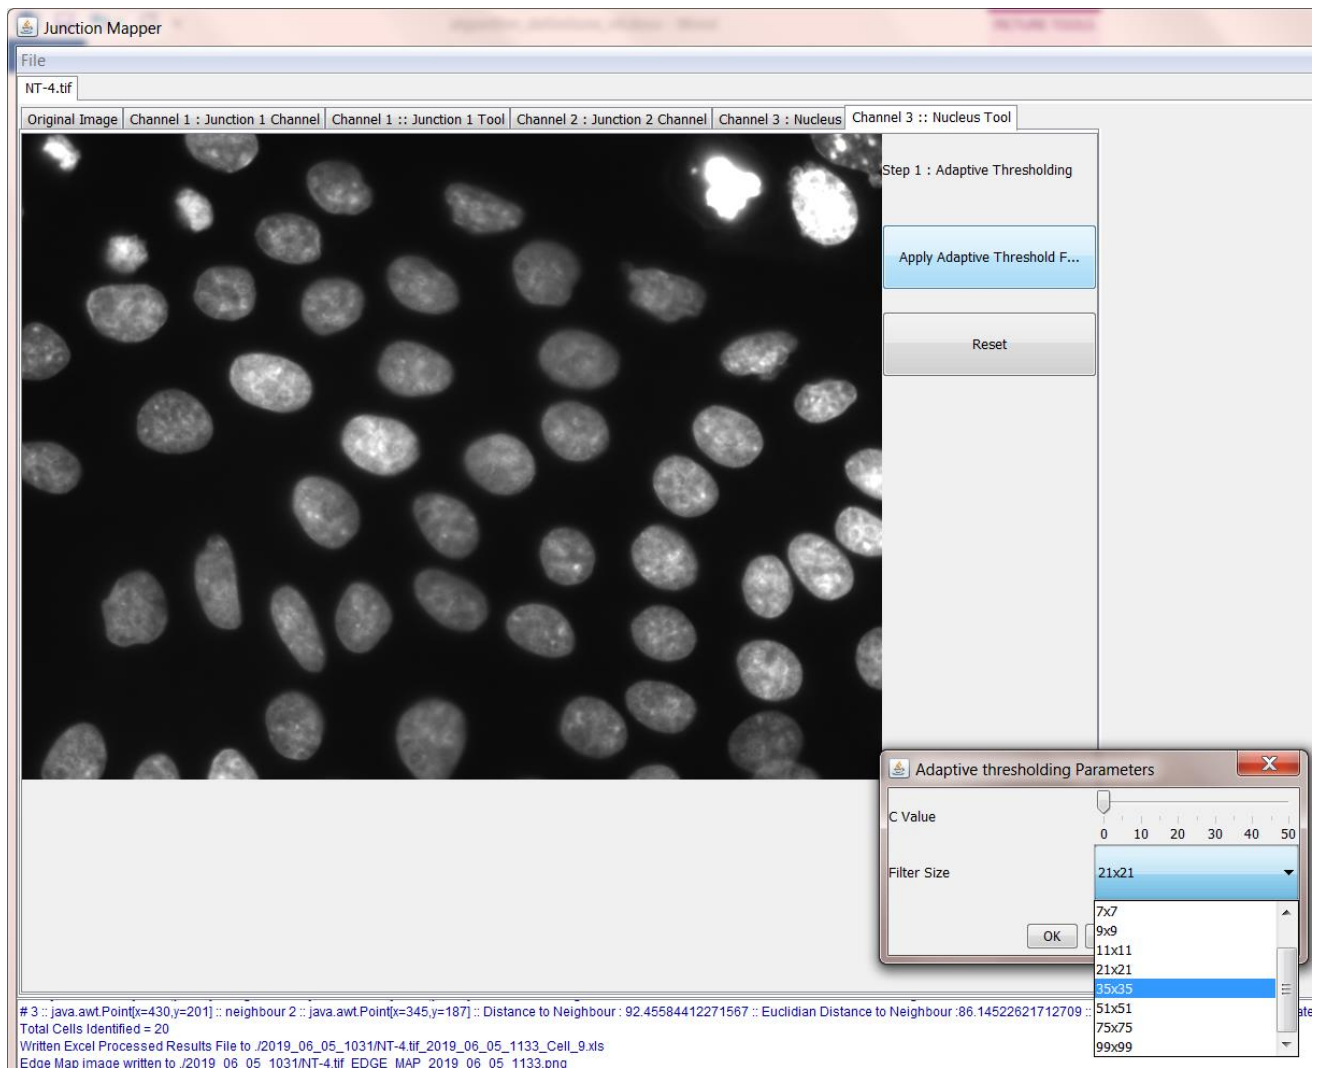 Junction Mapper
File
NT-4.tif
Original Image Channel 1 : Junction 1 Channel Channel 1 :: Junction 1 Tool Channel 2 : Junction 2 Channel Channel 3 : Nucleus Channel 3 :: Nucleus Tool
Step 1 : Adaptive Thresholding
Apply Adaptive Threshold F...
Reset
Adaptive thresholding Parameters
C Value
0 10 20 30 40 50
Filter Size
21x21
OK
7x7
9x9
11x11
21x21
35x35
51x51
75x75
99x99
# 3 :: java.awt.Point[x=430,y=201] :: neighbour 2 :: java.awt.Point[x=345,y=187] :: Distance to Neighbour : 92.45584412271567 :: Euclidian Distance to Neighbour :86.14522621712709 ::
Total Cells Identified = 20
Written Excel Processed Results File to ./2019_06_05_1031/NT-4.tif_2019_06_05_1133_Cell_9.xls
Edge Map image written to ./2019_06_05_1031/NT-4.tif_EDGE_MAP_2019_06_05_1133.png